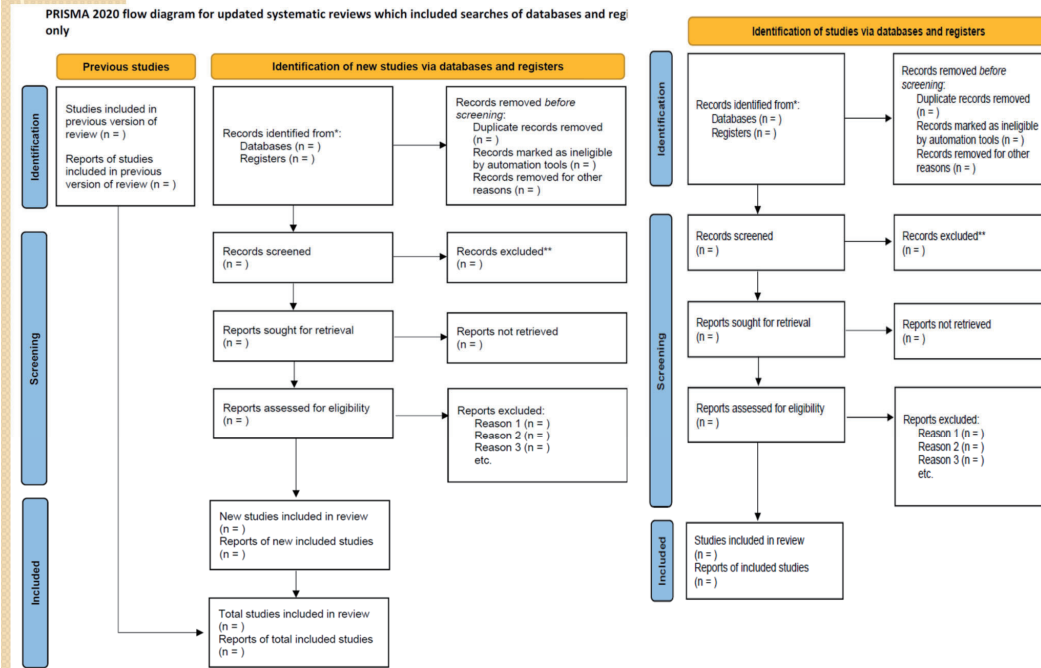 PRISMA 2020 flow diagram for updated systematic reviews which included searches of databases and regi
only
Previous studies
Identification of new studies via databases and registers
Identification
Studies included in
previous version of
review (n = )
Reports of studies
included in previous
version of review (n = )
Records identified from*:
Databases (n = )
Registers (n = )
Records removed before
screening:
Duplicate records removed
(n = )
Records marked as ineligible
by automation tools (n = )
Records removed for other
reasons (n = )
Screening
Records screened
(n = )
Records excluded**
(n = )
Reports sought for retrieval
(n = )
Reports not retrieved
(n = )
Reports assessed for eligibility
(n = )
Reports excluded:
Reason 1 (n = )
Reason 2 (n = )
Reason 3 (n = )
etc.
Included
New studies included in review
(n = )
Reports of new included studies
(n = )
Total studies included in review
(n = )
Reports of total included studies
(n = )
Identification of studies via databases and registers
Identification
Records identified from*:
Databases (n = )
Registers (n = )
Records removed before
screening:
Duplicate records removed
(n = )
Records marked as ineligible
by automation tools (n = )
Records removed for other
reasons (n = )
Screening
Records screened
(n = )
Records excluded**
(n = )
Reports sought for retrieval
(n = )
Reports not retrieved
(n = )
Reports assessed for eligibility
(n = )
Reports excluded:
Reason 1 (n = )
Reason 2 (n = )
Reason 3 (n = )
etc.
Included
Studies included in review
(n = )
Reports of included studies
(n = )